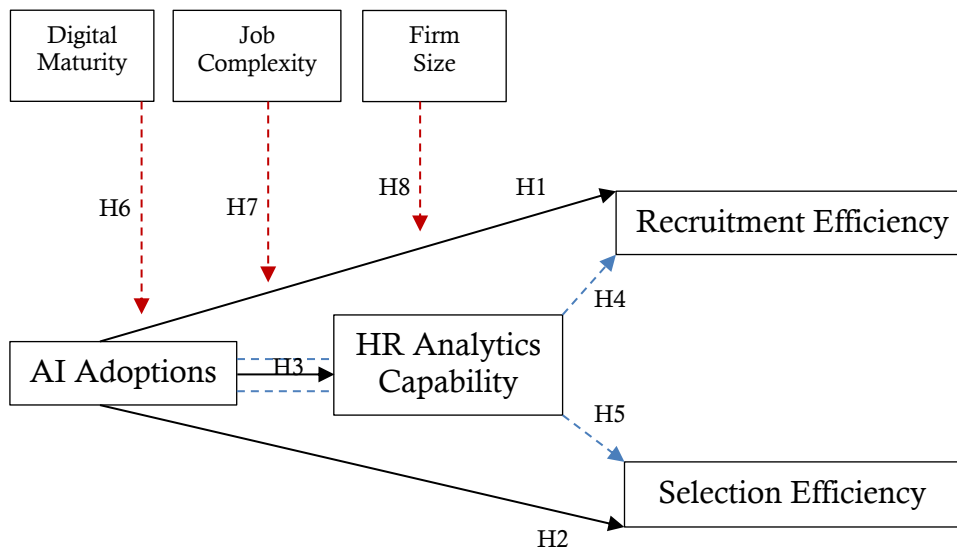 Digital
Maturity
Job
Complexity
Firm
Size
H6
H7
H8
H1
Recruitment Efficiency
H4
AI Adoptions
H3
HR Analytics
Capability
H5
Selection Efficiency
H2